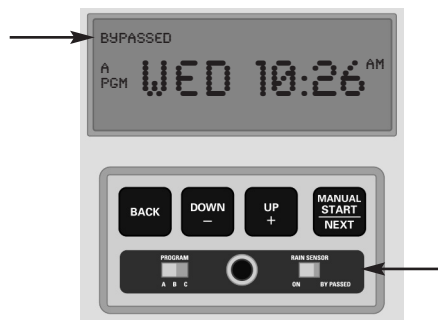 BYPASSED
A
PGM
WED 10:26 AM
BACK
DOWN
–
UP
+
MANUAL
START
NEXT
PROGRAM
A B C
RAIN SENSOR
ON BY PASSED